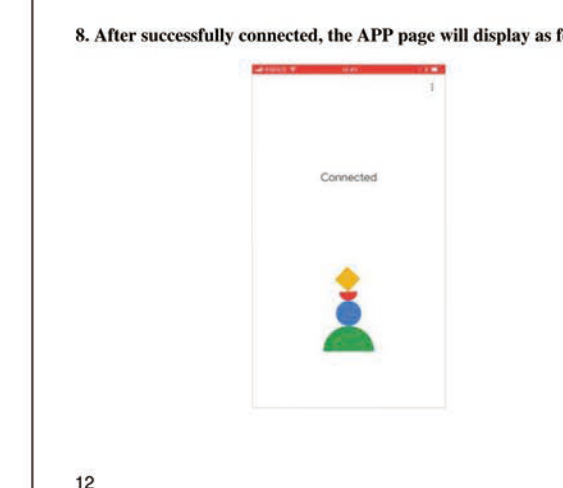 8. After successfully connected, the APP page will display as
Connected
12